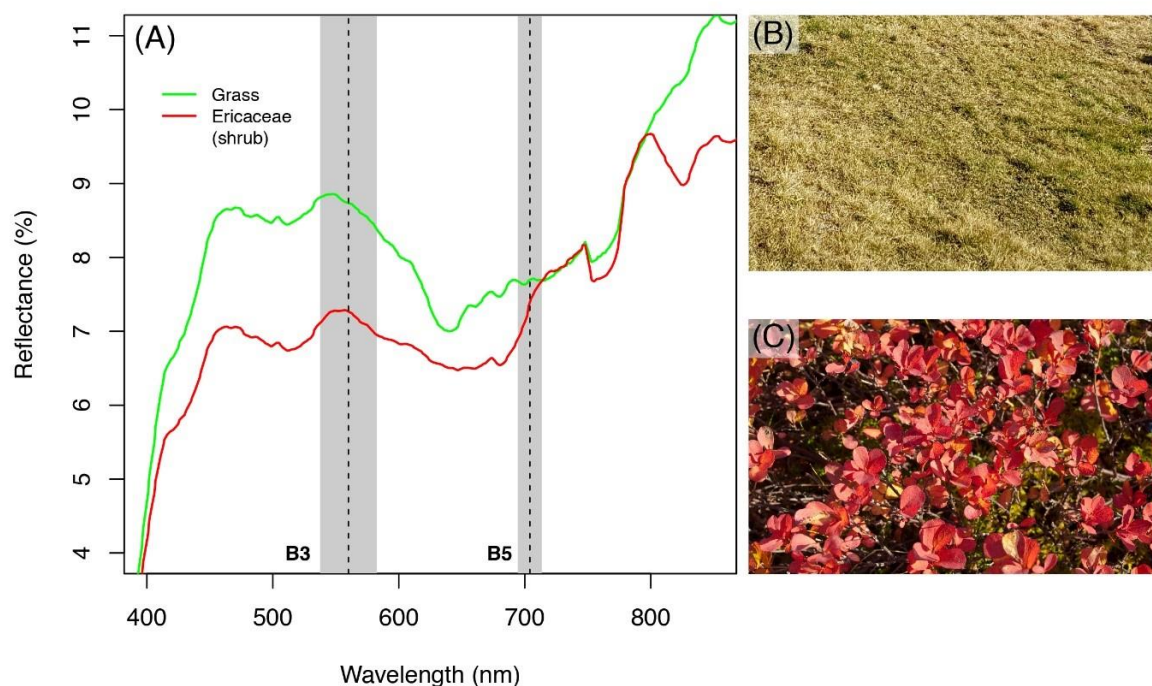 (A)
Grass
Ericaceae
(shrub)
11
10
9
8
7
6
5
4
Reflectance (%)
B3
B5
400 500 600 700 800
Wavelength (nm)
(B)
(C)